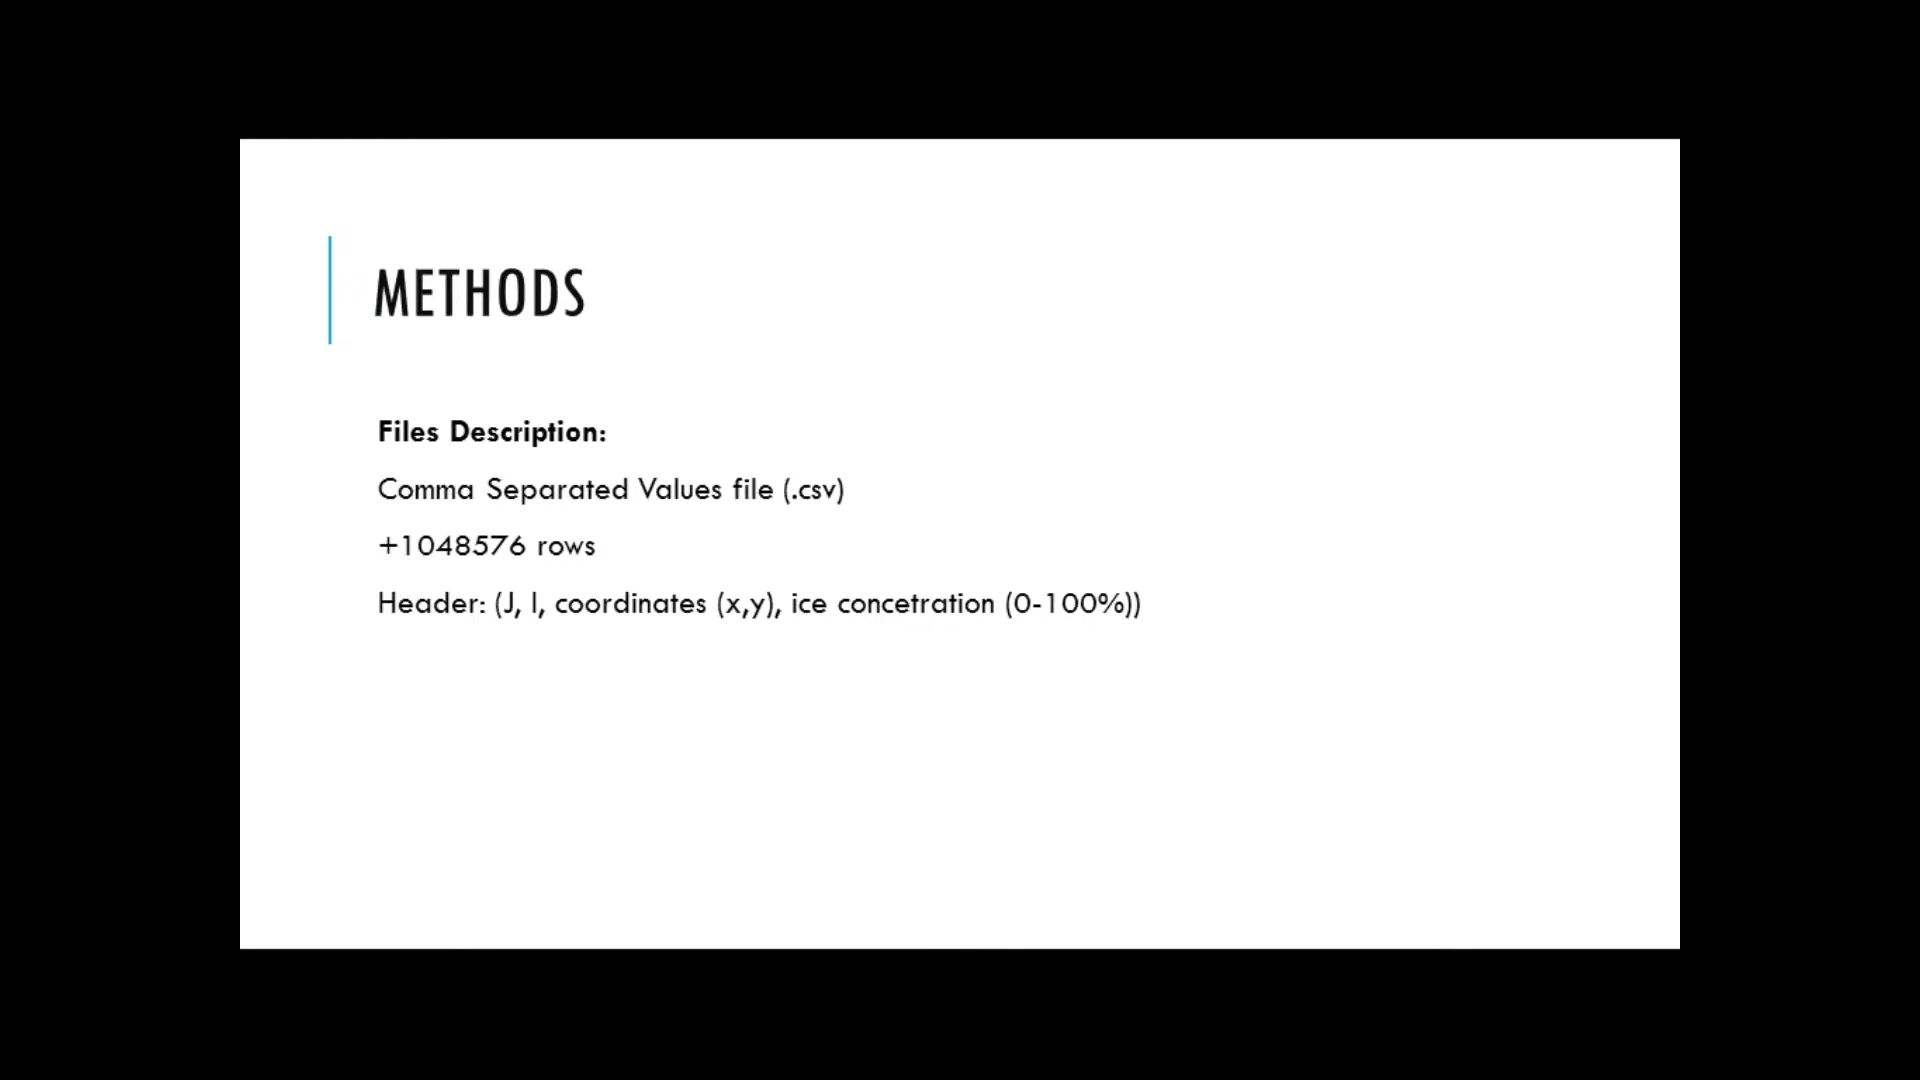 METHODS
Files Description:
Comma Separated Values file (.csv)
+1048576 rows
Header: (J, I, coordinates (x,y), ice concetration (0-100%))